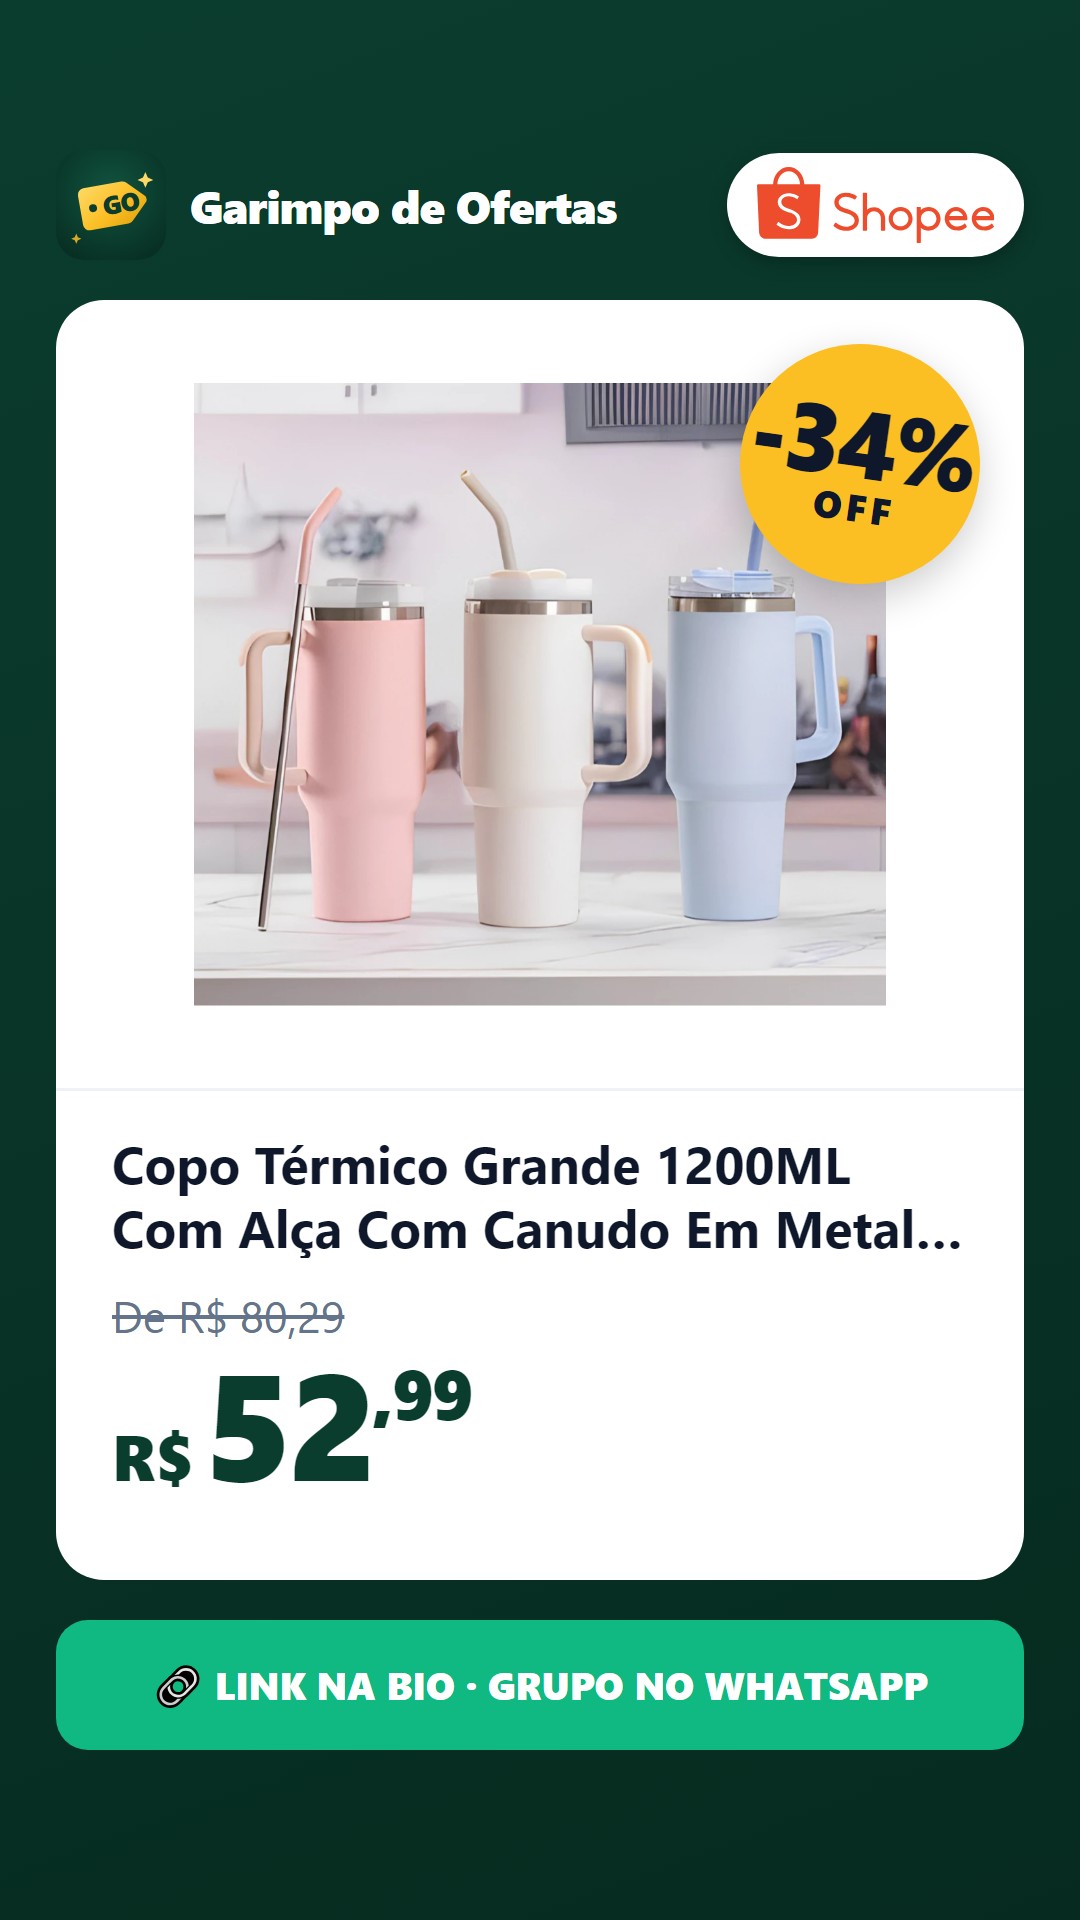 GO
Garimpo de Ofertas
S Shopee
-34%
OFF
Copo Térmico Grande 1200ML
Com Alça Com Canudo Em Metal...
De R$ 80,29
R$ 52,99
LINK NA BIO · GRUPO NO WHATSAPP